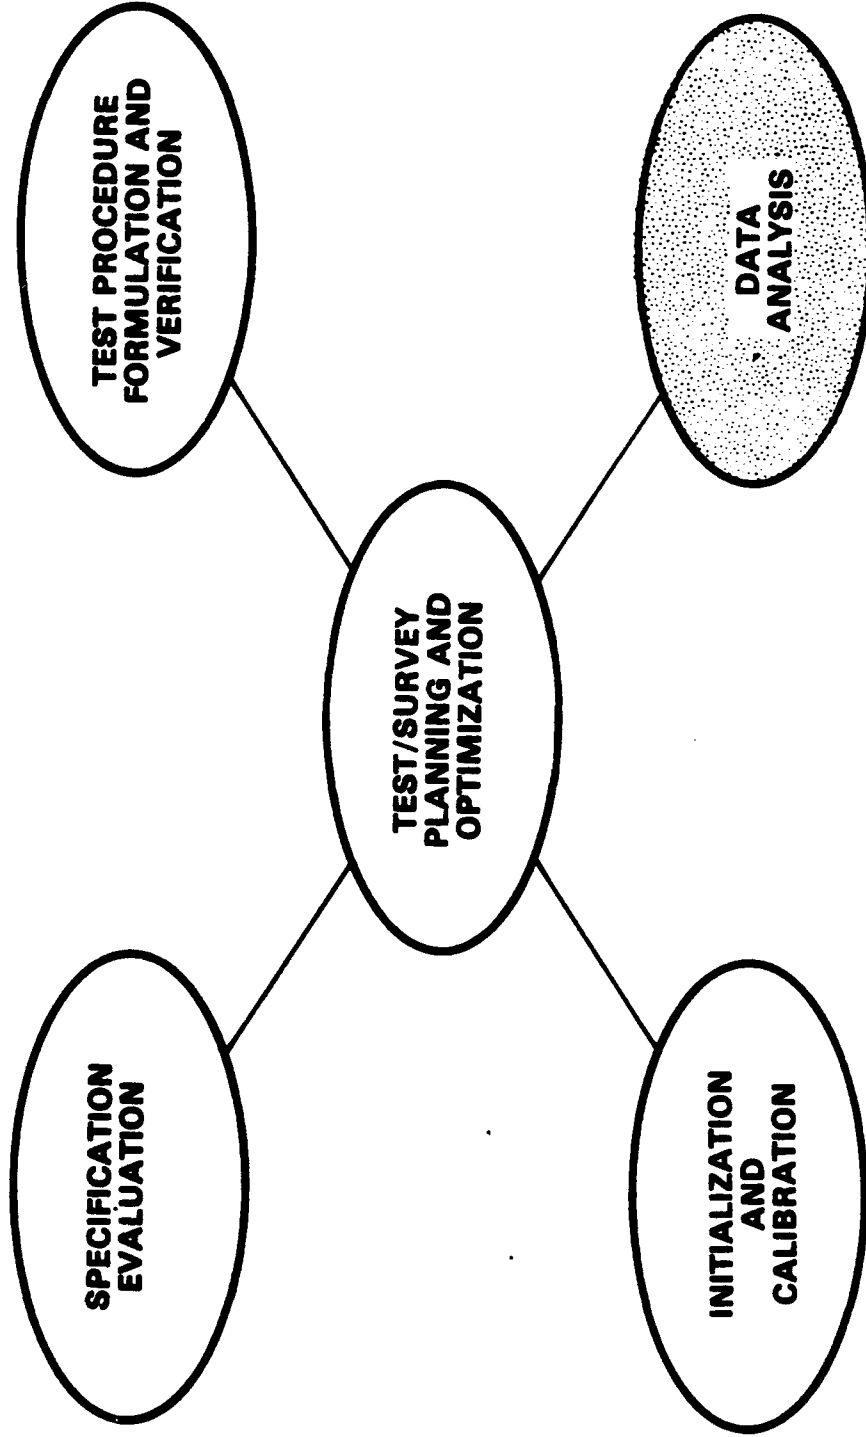 SPECIFICATION
EVALUATION
TEST PROCEDURE
FORMULATION AND
VERIFICATION
TEST/SURVEY
PLANNING AND
OPTIMIZATION
INITIALIZATION
AND
CALIBRATION
DATA
ANALYSIS